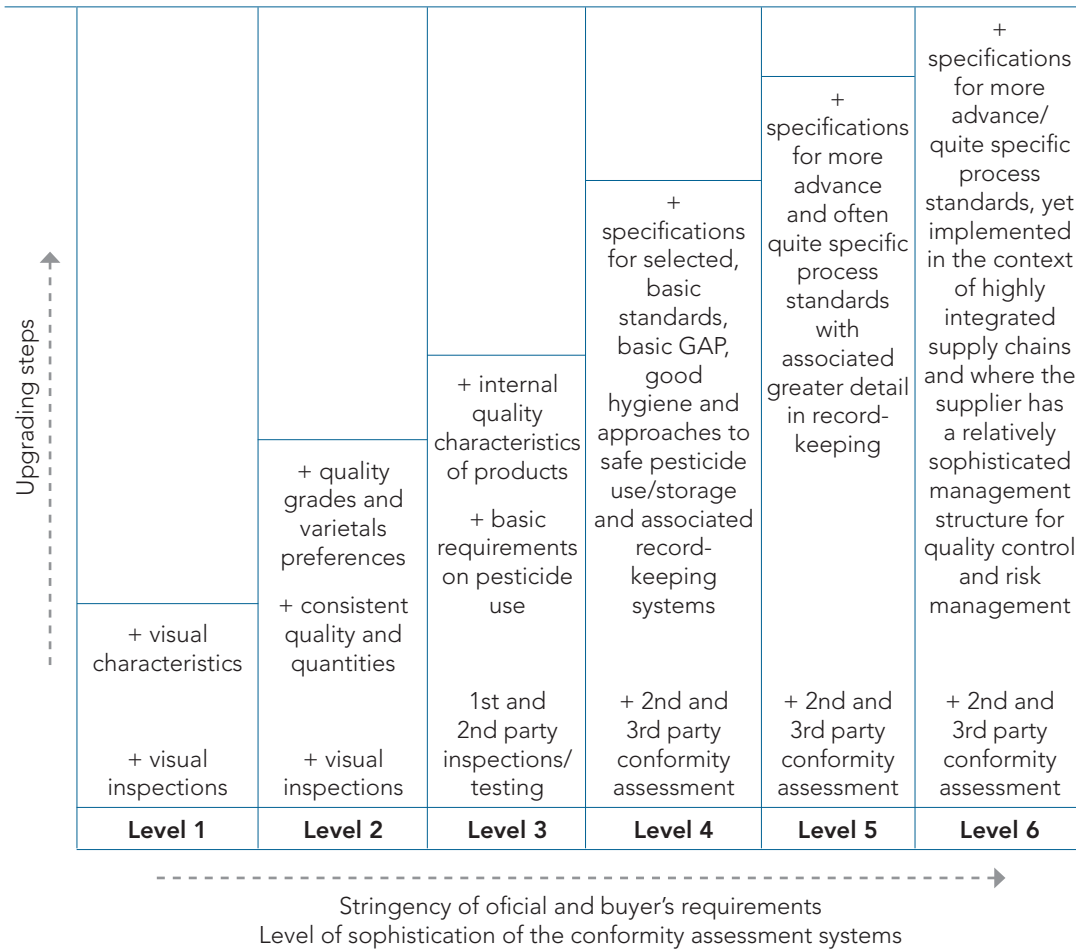 Upgrading steps
+ visual
characteristics
+ visual
inspections
Level 1
+ quality
grades and
varietals
preferences
+ consistent
quality and
quantities
+ visual
inspections
Level 2
+ internal
quality
characteristics
of products
+ basic
requirements
on pesticide
use
1st and
2nd party
inspections/
testing
Level 3
+
specifications
for selected,
basic
standards,
basic GAP,
good
hygiene and
approaches to
safe pesticide
use/storage
and associated
record-
keeping
systems
+ 2nd and
3rd party
conformity
assessment
Level 4
+
specifications
for more
advance
and often
quite specific
process
standards
with
associated
greater detail
in record-
keeping
+ 2nd and
3rd party
conformity
assessment
Level 5
+
specifications
for more
advance/
quite specific
process
standards, yet
implemented
in the context
of highly
integrated
supply chains
and where the
supplier has
a relatively
sophisticated
management
structure for
quality control
and risk
management
+ 2nd and
3rd party
conformity
assessment
Level 6
Stringency of oficial and buyer's requirements
Level of sophistication of the conformity assessment systems